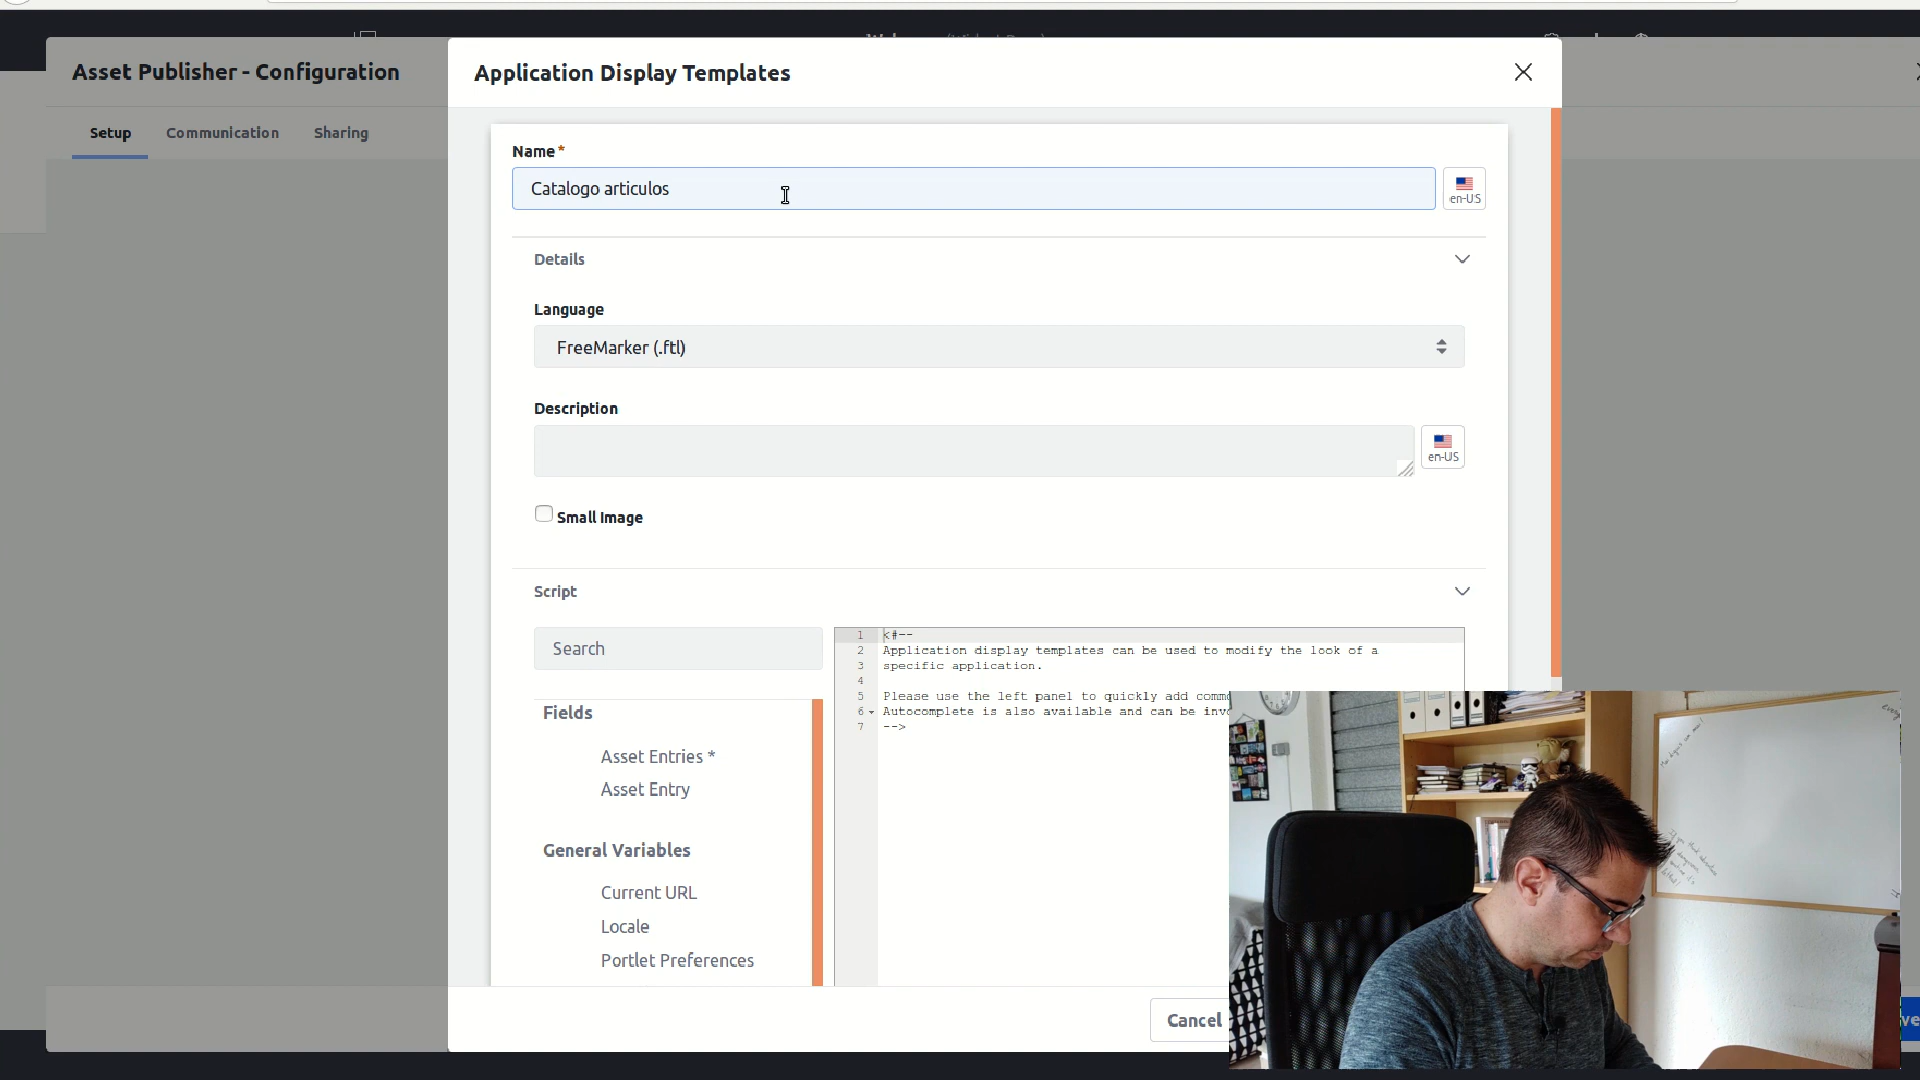 Asset Publisher - Configuration
Application Display Templates
Setup
Communication
Sharing
Name*
Catalogo articulos
en-US
Details
Language
FreeMarker (.ftl)
Description
en-US
Small Image
Script
Search
1 <#--
2 Application display templates can be used to modify the look of a
3 specific application.
4
5 Please use the left panel to quickly add
6 Autocomplete is also available and can be
7 -->
Fields
Asset Entries *
Asset Entry
General Variables
Current URL
Locale
Portlet Preferences
Cancel